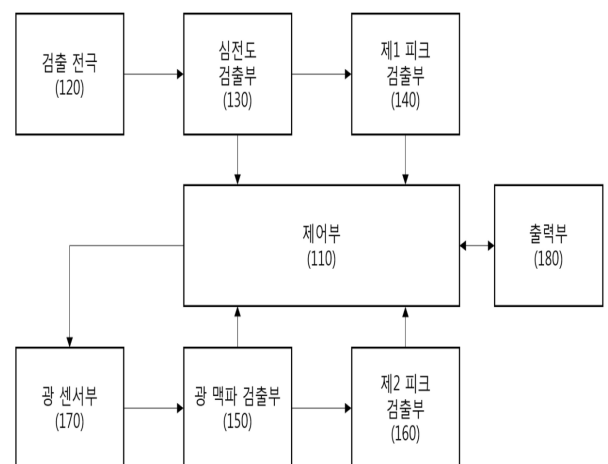 검출 전극
(120)
심전도
검출부
(130)
제1 피크
검출부
(140)
제어부
(110)
출력부
(180)
광 센서부
(170)
광 맥파 검출부
(150)
제2 피크
검출부
(160)